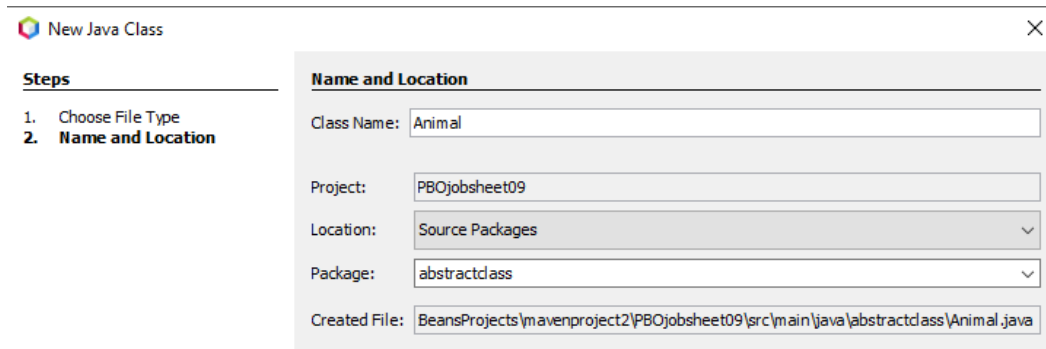 New Java Class
Steps
1. Choose File Type
2. Name and Location
Name and Location
Class Name: Animal
Project: PBOjobsheet09
Location: Source Packages
Package: abstractclass
Created File: BeansProjects\mavenproject2\PBOjobsheet09\src\main\java\abstractclass\Animal.java